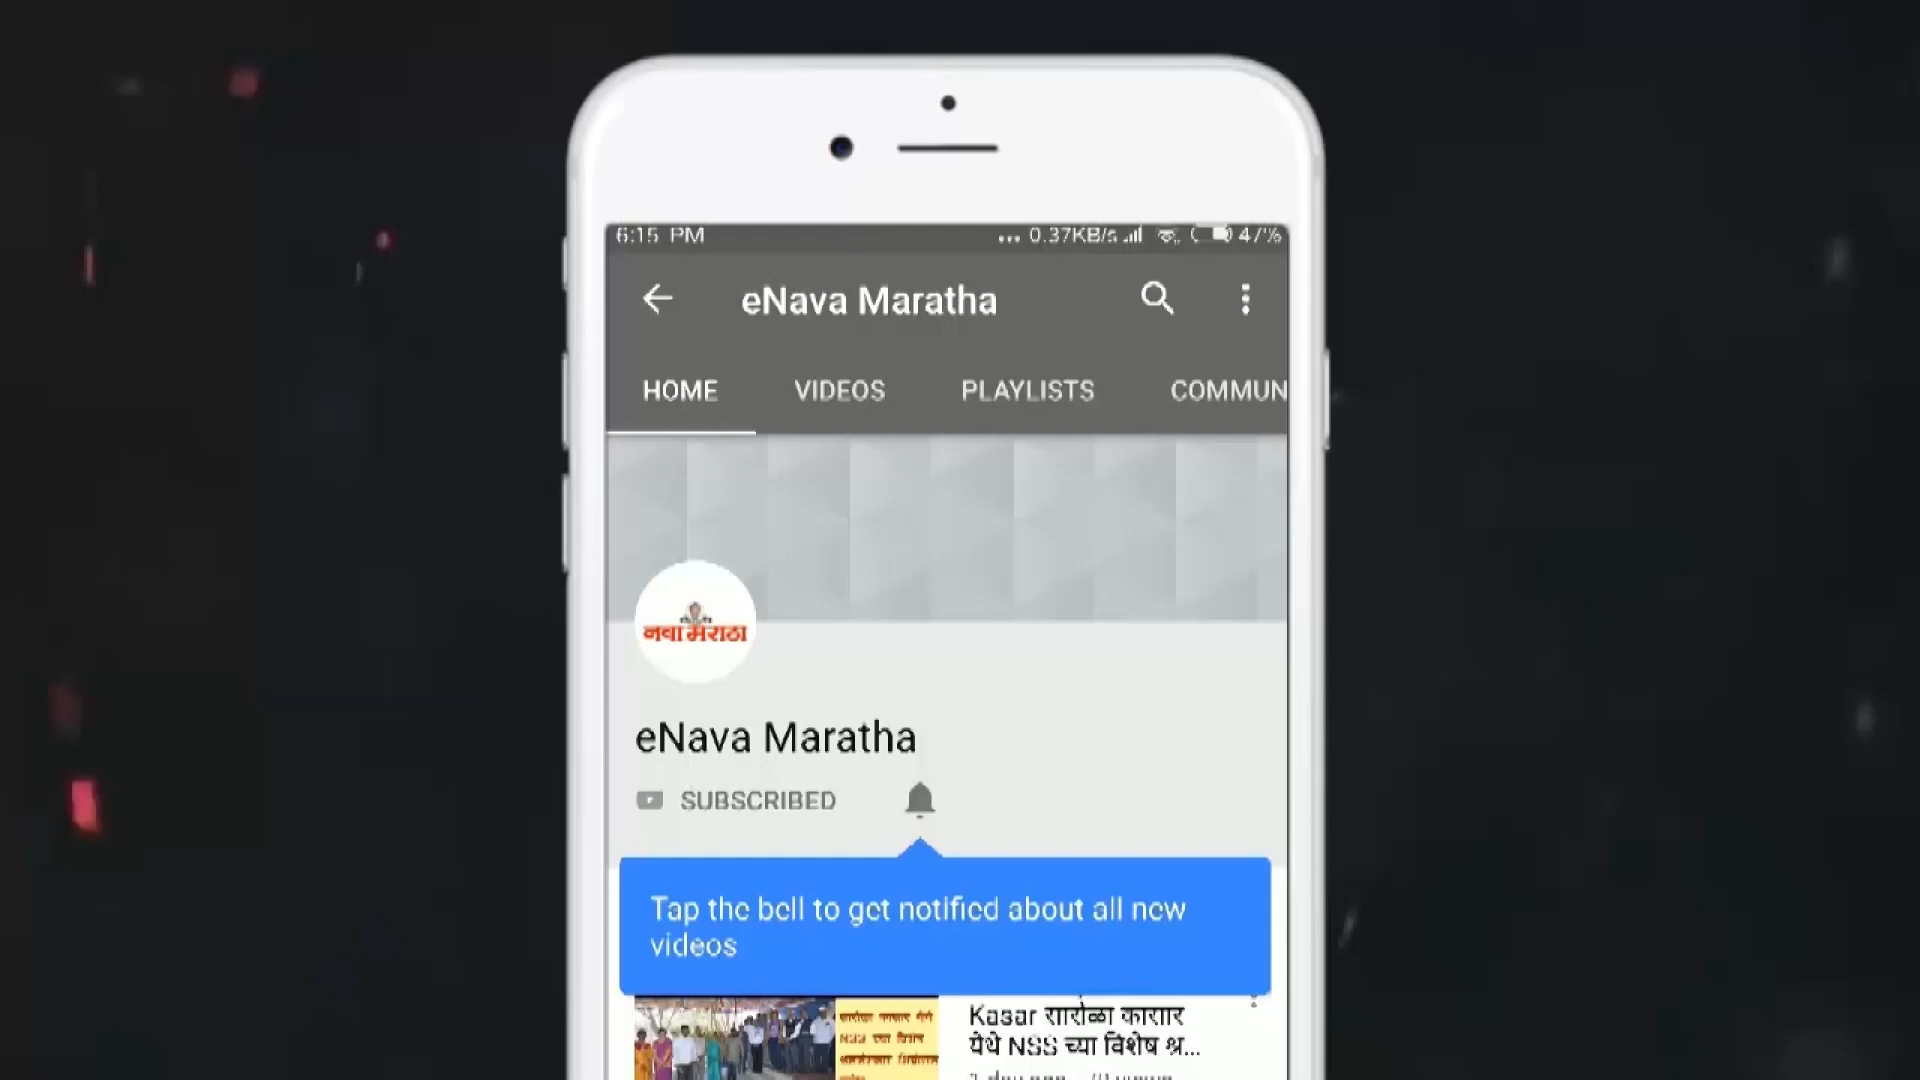 6:15 PM
... 0.37KB/s 47%
eNava Maratha
HOME VIDEOS PLAYLISTS COMMUN
नवा मराठा
eNava Maratha
SUBSCRIBED
Tap the bell to get notified about all new
videos
Kasar सारोळा कासार
येथे NSS च्या विशेष श्र...
NSS च्या विशेष